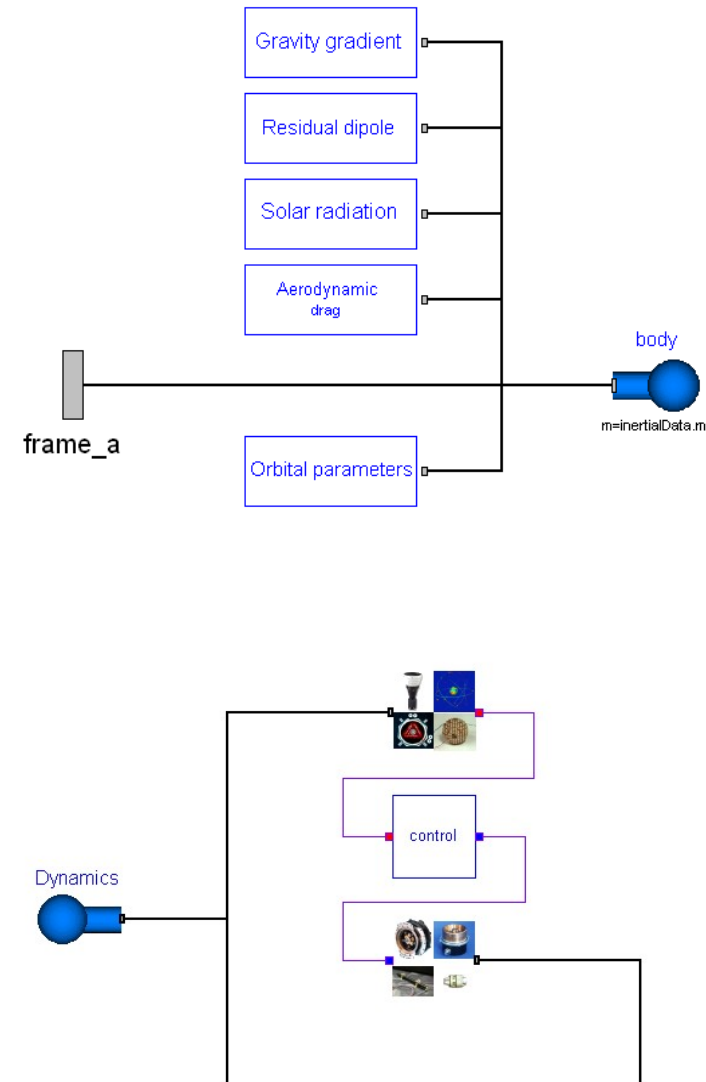 Gravity gradient
Residual dipole
Solar radiation
Aerodynamic
drag
body
m=inertialData.m
frame_a
Orbital parameters
control
Dynamics